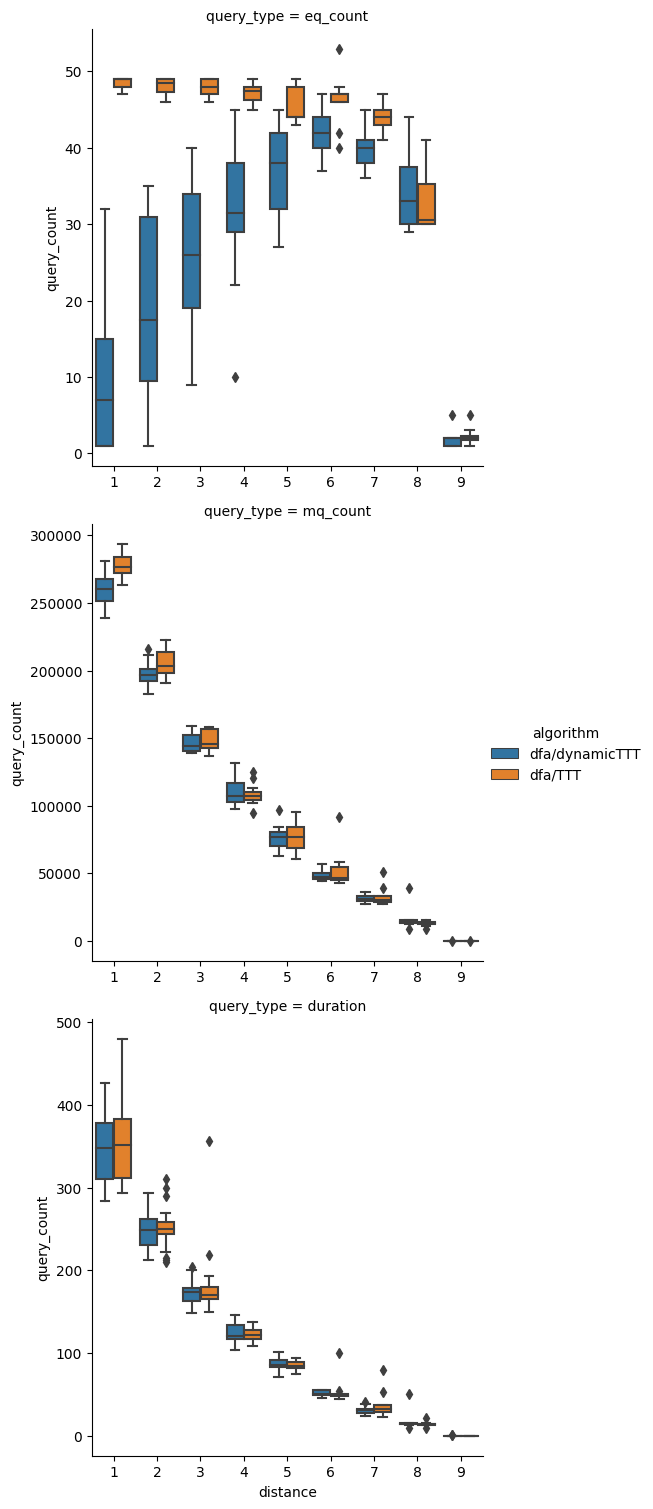 query_type = eq_count
50
40
30
20
10
0
query_count
1 2 3 4 5 6 7 8 9
query_type = mq_count
300000
250000
200000
150000
100000
50000
0
query_count
1 2 3 4 5 6 7 8 9
algorithm
dfa/dynamicTTT
dfa/TTT
query_type = duration
500
400
300
200
100
0
query_count
1 2 3 4 5 6 7 8 9
distance